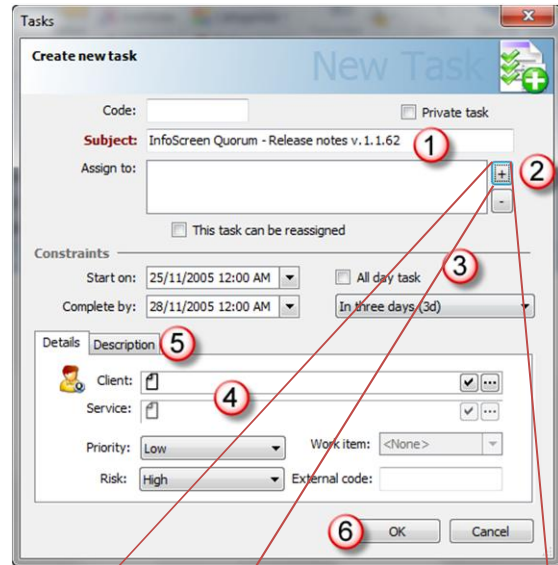 Tasks
Create new task
New Task
Code:
Private task
Subject: InfoScreen Quorum - Release notes v.1.1.62
1
Assign to:
+
2
-
This task can be reassigned
Constraints
Start on: 25/11/2005 12:00 AM
All day task
3
Complete by: 28/11/2005 12:00 AM
In three days (3d)
Details Description
5
Client:
...
4
Service:
...
Priority: Low
Work item: <None>
Risk: High
External code:
6
OK
Cancel